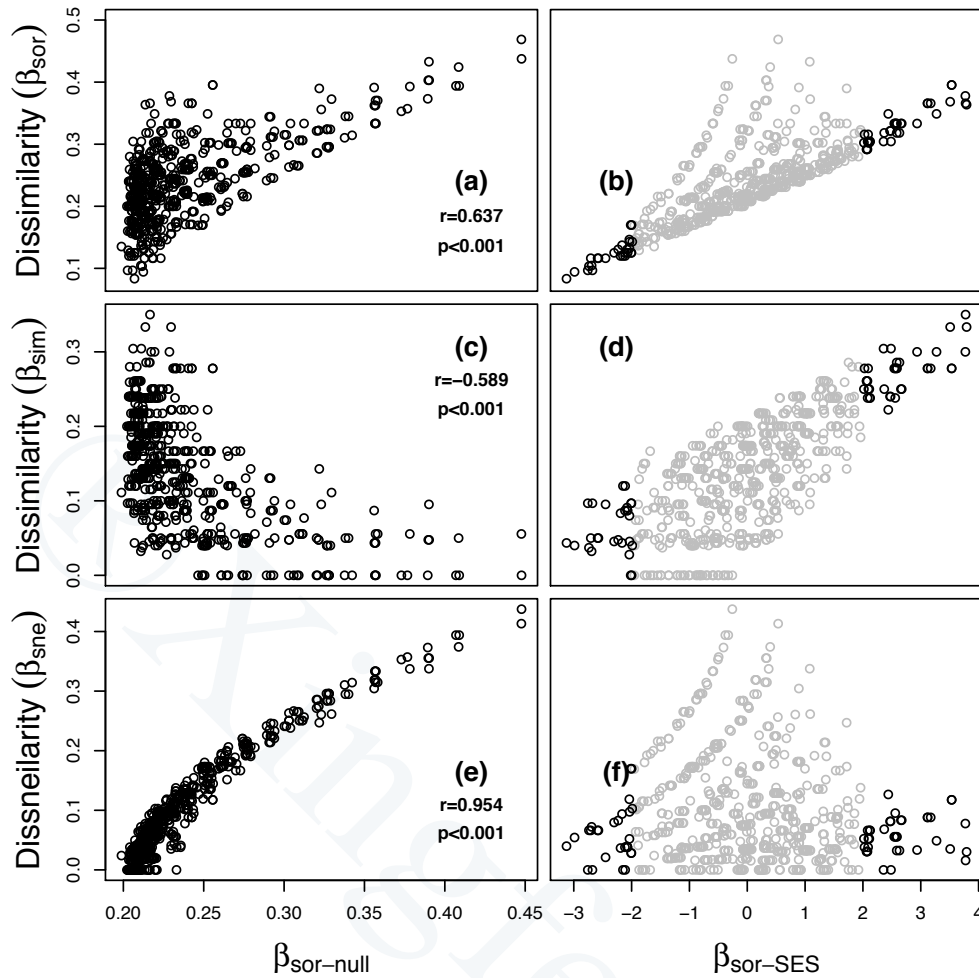 0.5
0.4
0.3
0.2
0.1
Dissimilarity (βsor)
(a)
r=0.637
p<0.001
(b)
0.3
0.2
0.1
0.0
Dissimilarity (βsim)
(c)
r=−0.589
p<0.001
(d)
0.4
0.3
0.2
0.1
0.0
Dissneilarity (βsne)
(e)
r=0.954
p<0.001
(f)
0.20 0.25 0.30 0.35 0.40 0.45
−3 −2 −1 0 1 2 3 4
βsor−null
βsor−SES